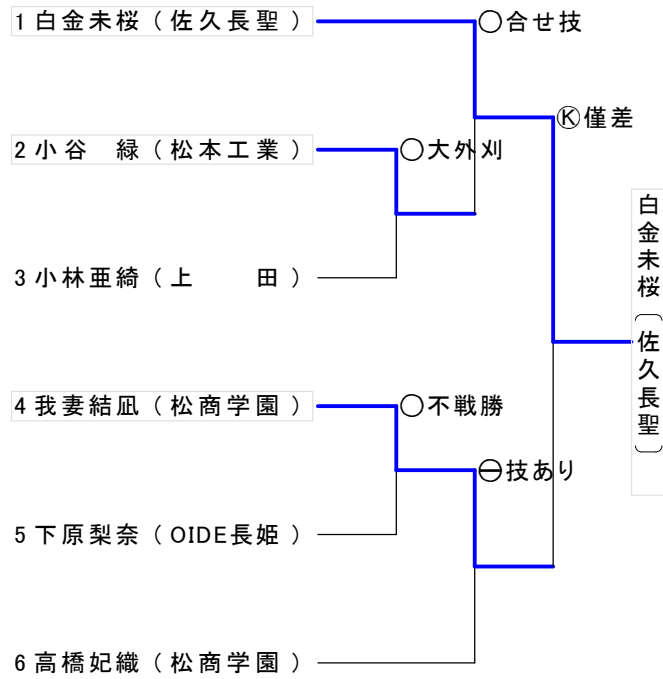 1 白金未桜（佐久長聖）
○合せ技
Ⓚ僅差
2 小谷　緑（松本工業）
○大外刈
3 小林亜綺（上　　田）
白金未桜（佐久長聖）
4 我妻結凪（松商学園）
○不戦勝
⊖技あり
5 下原梨奈（OIDE長姫）
6 高橋妃織（松商学園）